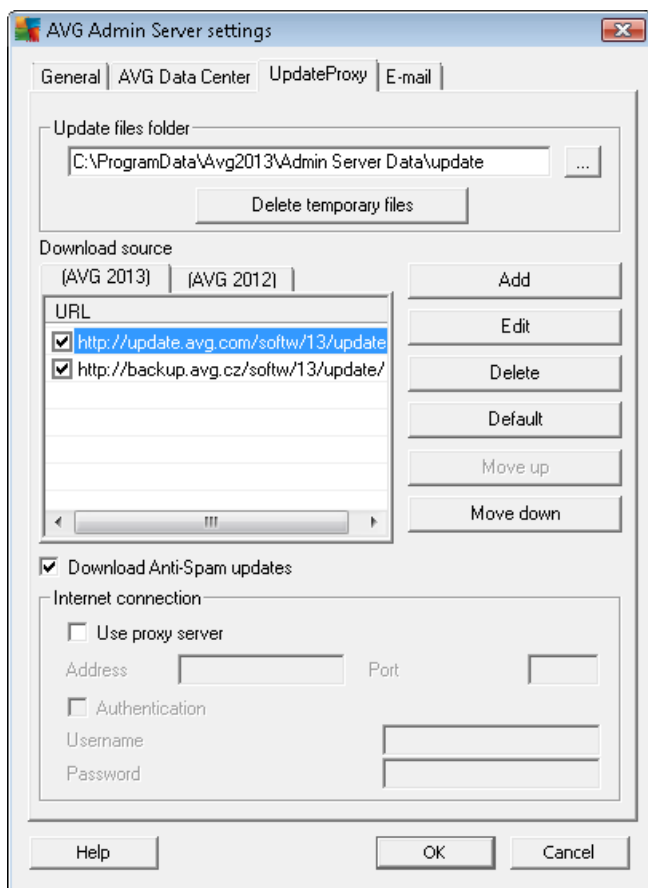 AVG Admin Server settings
General AVG Data Center UpdateProxy E-mail
Update files folder
C:\ProgramData\Avg2013\Admin Server Data\update
...
Delete temporary files
Download source
(AVG 2013) (AVG 2012)
URL
http://update.avg.com/softw/13/update
http://backup.avg.cz/softw/13/update/
Add
Edit
Delete
Default
Move up
Move down
Download Anti-Spam updates
Internet connection
Use proxy server
Address Port
Authentication
Username
Password
Help OK Cancel